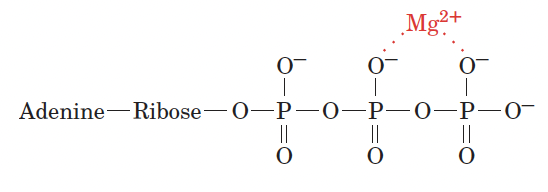 Mg2+
O− O− O−
Adenine—Ribose—O—P—O—P—O—P—O−
O O O